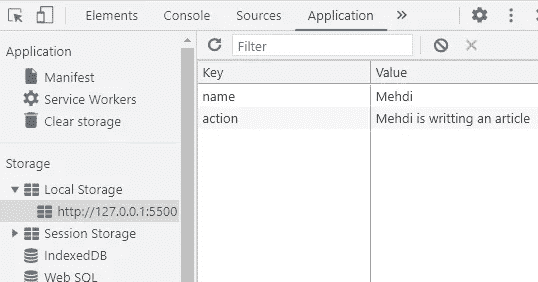 Elements Console Sources Application »
Application
Manifest
Service Workers
Clear storage
Storage
Local Storage
http://127.0.0.1:5500
Session Storage
IndexedDB
Web SQL
Filter
Key Value
name Mehdi
action Mehdi is writting an article